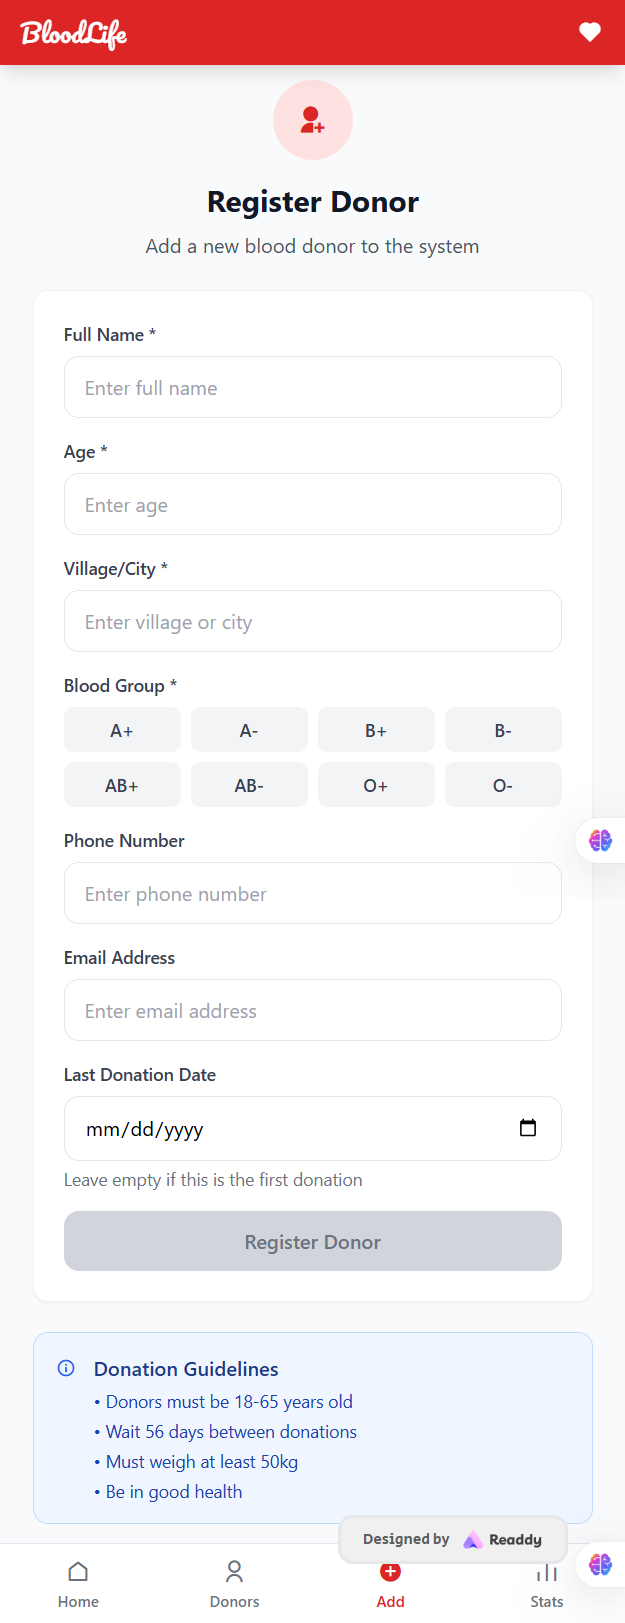 BloodLife
Register Donor
Add a new blood donor to the system
Full Name *
Enter full name
Age *
Enter age
Village/City *
Enter village or city
Blood Group *
A+ A- B+ B-
AB+ AB- O+ O-
Phone Number
Enter phone number
Email Address
Enter email address
Last Donation Date
mm/dd/yyyy
Leave empty if this is the first donation
Register Donor
Donation Guidelines
• Donors must be 18-65 years old
• Wait 56 days between donations
• Must weigh at least 50kg
• Be in good health
Designed by Readdy
Home Donors Add Stats